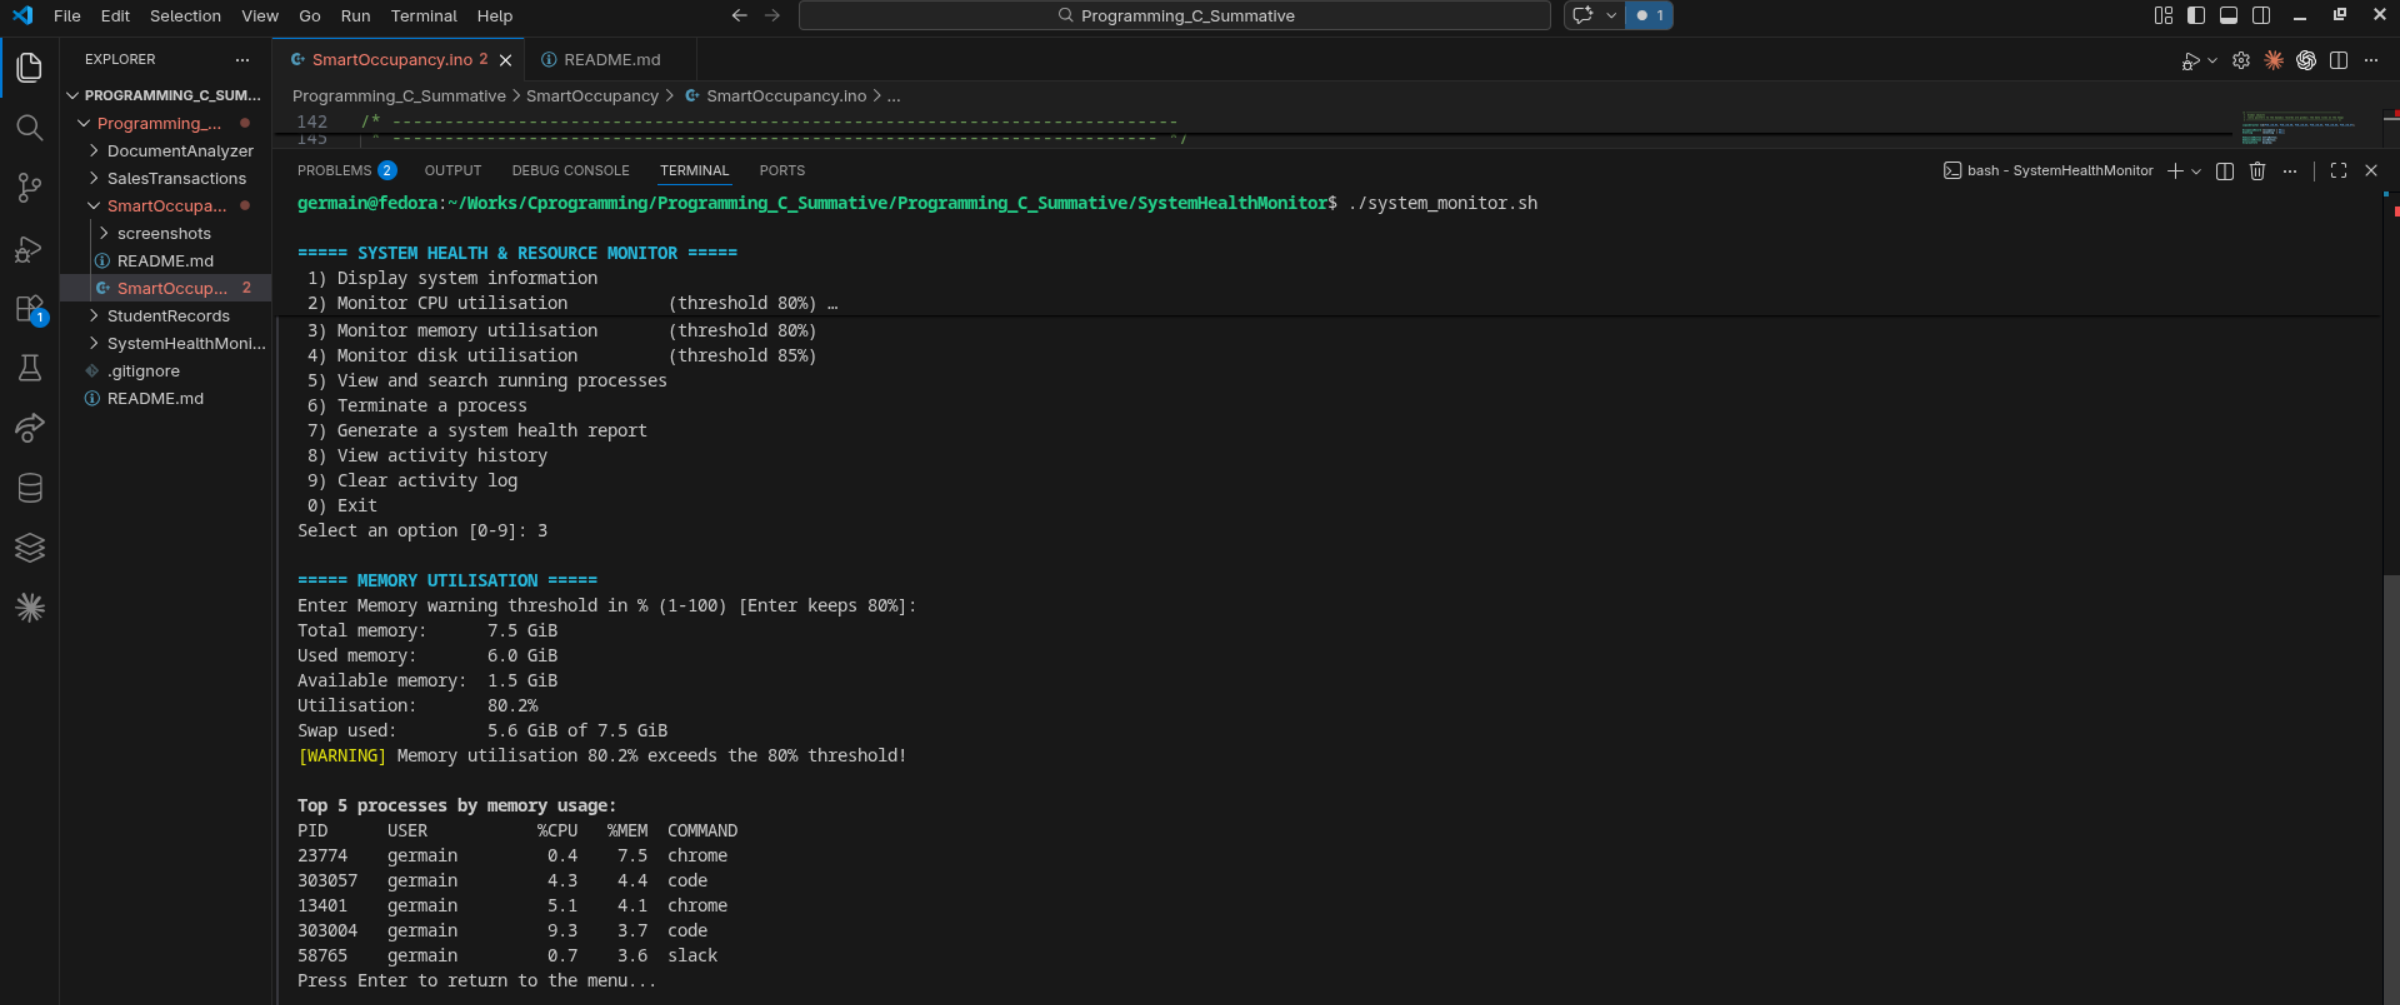 File Edit Selection View Go Run Terminal Help
Programming_C_Summative
1
EXPLORER
SmartOccupancy.ino 2
README.md
PROGRAMMING_C_SUM...
Programming_C_Summative > SmartOccupancy > SmartOccupancy.ino > ...
Programming_...
142 /* -------------------------------------------------------------------------------
DocumentAnalyzer
145 * ----------------------------------------------------------------------------- */
SalesTransactions
SmartOccupa...
screenshots
README.md
SmartOccup... 2
StudentRecords
SystemHealthMoni...
.gitignore
README.md
1
PROBLEMS 2 OUTPUT DEBUG CONSOLE TERMINAL PORTS
bash - SystemHealthMonitor
germain@fedora:~/Works/Cprogramming/Programming_C_Summative/Programming_C_Summative/SystemHealthMonitor$ ./system_monitor.sh
===== SYSTEM HEALTH & RESOURCE MONITOR =====
1) Display system information
2) Monitor CPU utilisation (threshold 80%) …
3) Monitor memory utilisation (threshold 80%)
4) Monitor disk utilisation (threshold 85%)
5) View and search running processes
6) Terminate a process
7) Generate a system health report
8) View activity history
9) Clear activity log
0) Exit
Select an option [0-9]: 3
===== MEMORY UTILISATION =====
Enter Memory warning threshold in % (1-100) [Enter keeps 80%]:
Total memory: 7.5 GiB
Used memory: 6.0 GiB
Available memory: 1.5 GiB
Utilisation: 80.2%
Swap used: 5.6 GiB of 7.5 GiB
[WARNING] Memory utilisation 80.2% exceeds the 80% threshold!
Top 5 processes by memory usage:
PID USER %CPU %MEM COMMAND
23774 germain 0.4 7.5 chrome
303057 germain 4.3 4.4 code
13401 germain 5.1 4.1 chrome
303004 germain 9.3 3.7 code
58765 germain 0.7 3.6 slack
Press Enter to return to the menu...